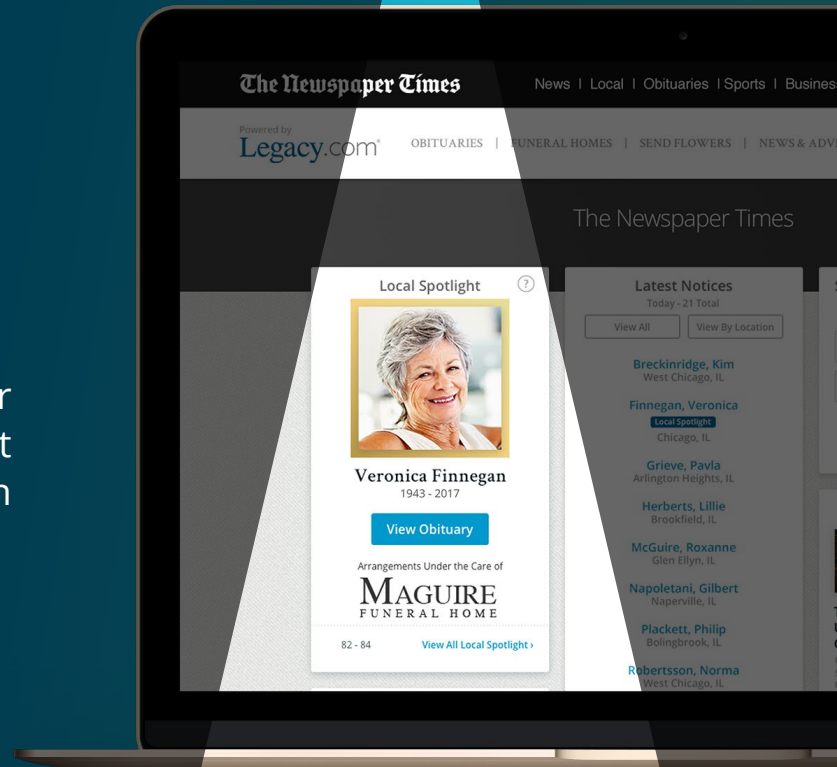 The Newspaper Times
News | Local | Obituaries | Sports |
Powered by
Legacy.com®
OBITUARIES | FUNERAL HOMES | SEND FLOWERS | NEWS &
The Newspaper Times
Local Spotlight ?
Veronica Finnegan
1943 - 2017
View Obituary
Arrangements Under the Care of
MAGUIRE
FUNERAL HOME
82 - 84
View All Local Spotlight ›
Latest Notices
Today - 21 Total
View All
View By Location
Breckinridge, Kim
West Chicago, IL
Finnegan, Veronica
Local Spotlight
Chicago, IL
Grieve, Pavla
Arlington Heights, IL
Herberts, Lillie
Brookfield, IL
McGuire, Roxanne
Glen Ellyn, IL
Napoletani, Gilbert
Naperville, IL
Plackett, Philip
Bolingbrook, IL
Robertsson, Norma
West Chicago, IL
r
t
n